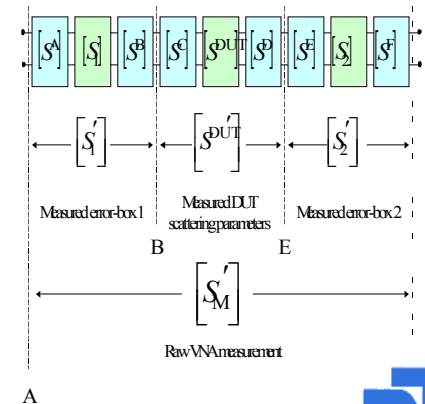 [S^A] [S_1] [S^B] [S^C] [S^DUT] [S^D] [S^E] [S_2] [S^F]
[S_1'] [S^DUT'] [S_2']
Measured error-box 1 Measured DUT scattering parameters Measured error-box 2
B E
[S_M']
Raw VNA measurement
A